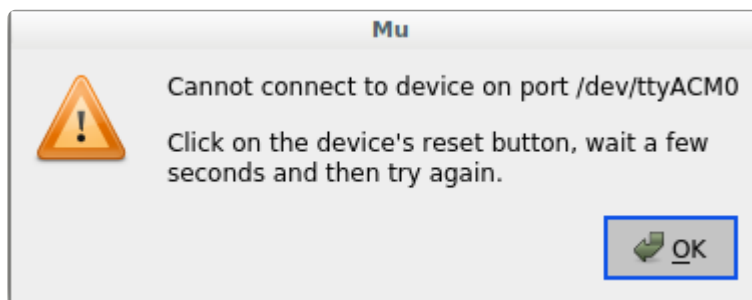 Mu
Cannot connect to device on port /dev/ttyACM0
Click on the device's reset button, wait a few
seconds and then try again.
OK